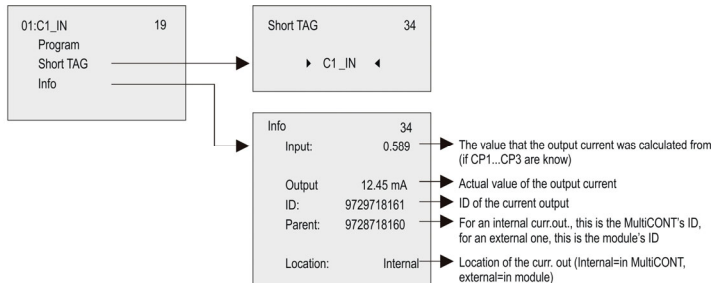 01:C1_IN 19
Program
Short TAG
Info
Short TAG 34
C1_IN
Info 34
Input: 0.589
The value that the output current was calculated from
(if CP1...CP3 are know)
Output 12.45 mA
Actual value of the output current
ID: 9729718161
ID of the current output
Parent: 9728718160
For an internal curr.out., this is the MultiCONT's ID,
for an external one, this is the module's ID
Location: Internal
Location of the curr. out (Internal=in MultiCONT,
external=in module)